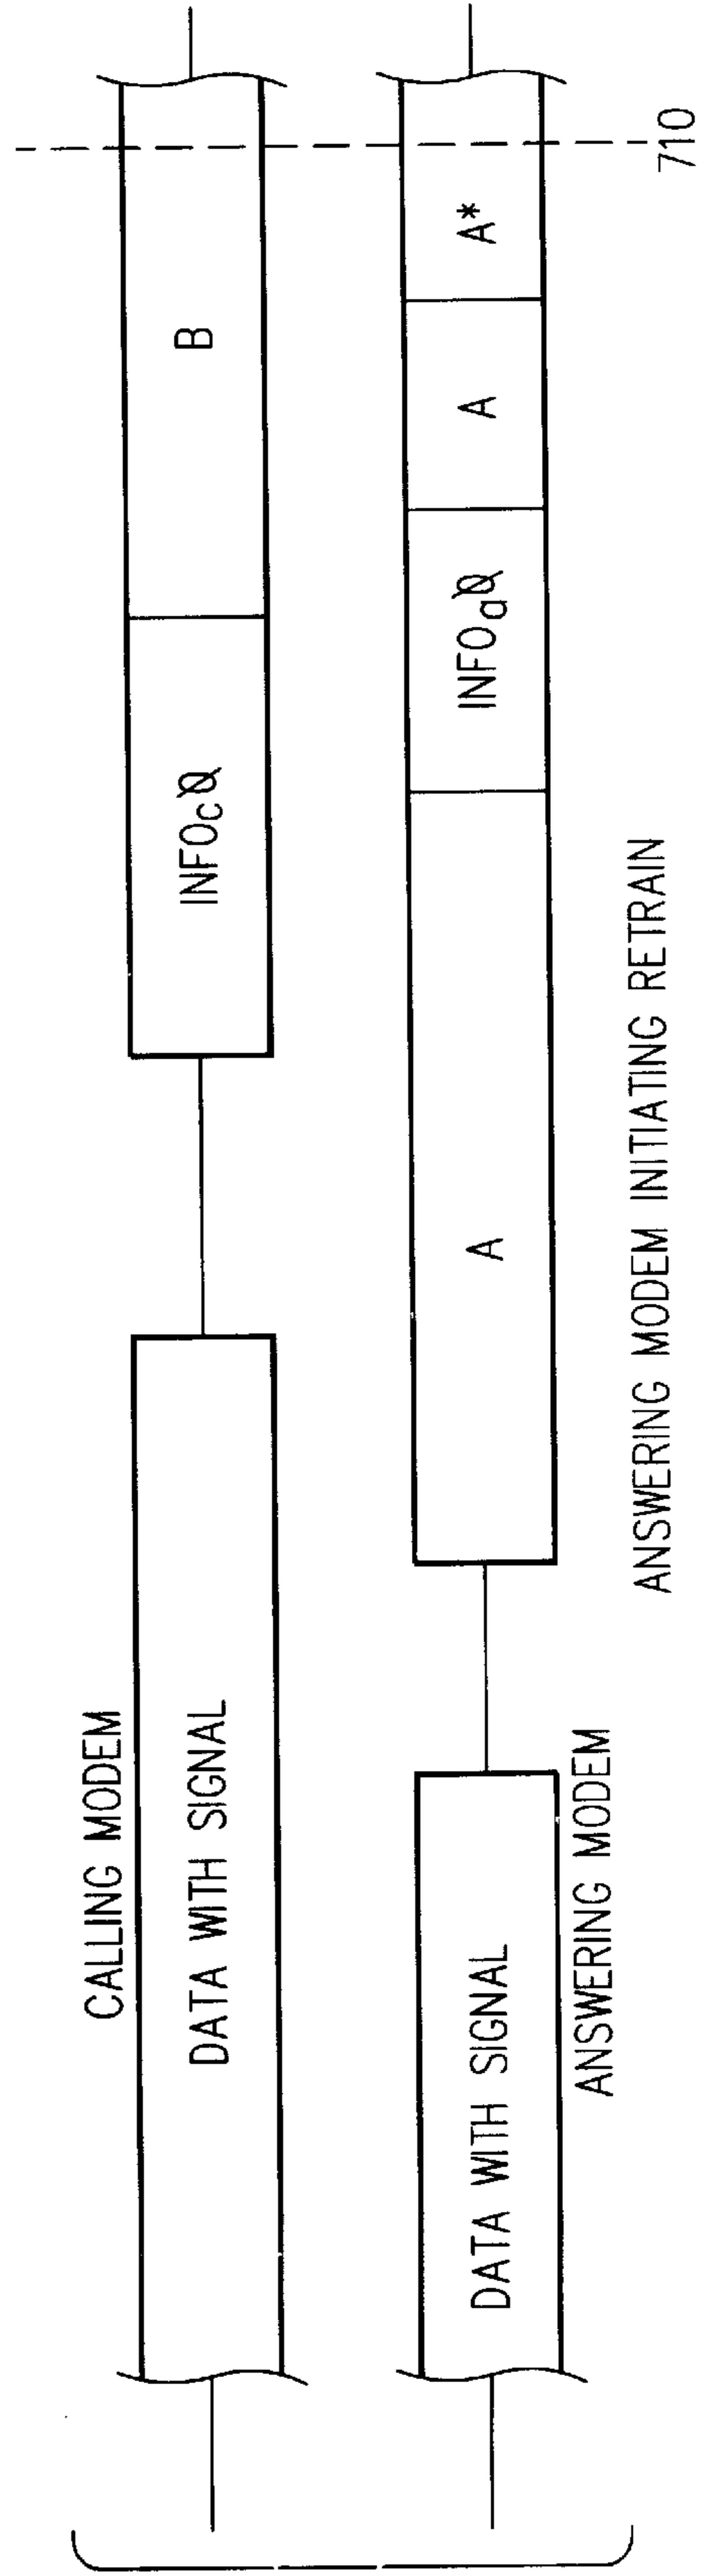 CALLING MODEM
DATA WITH SIGNAL
INFOc0
B
DATA WITH SIGNAL
A
INFOa0
A
A*
ANSWERING MODEM
ANSWERING MODEM INITIATING RETRAIN
710